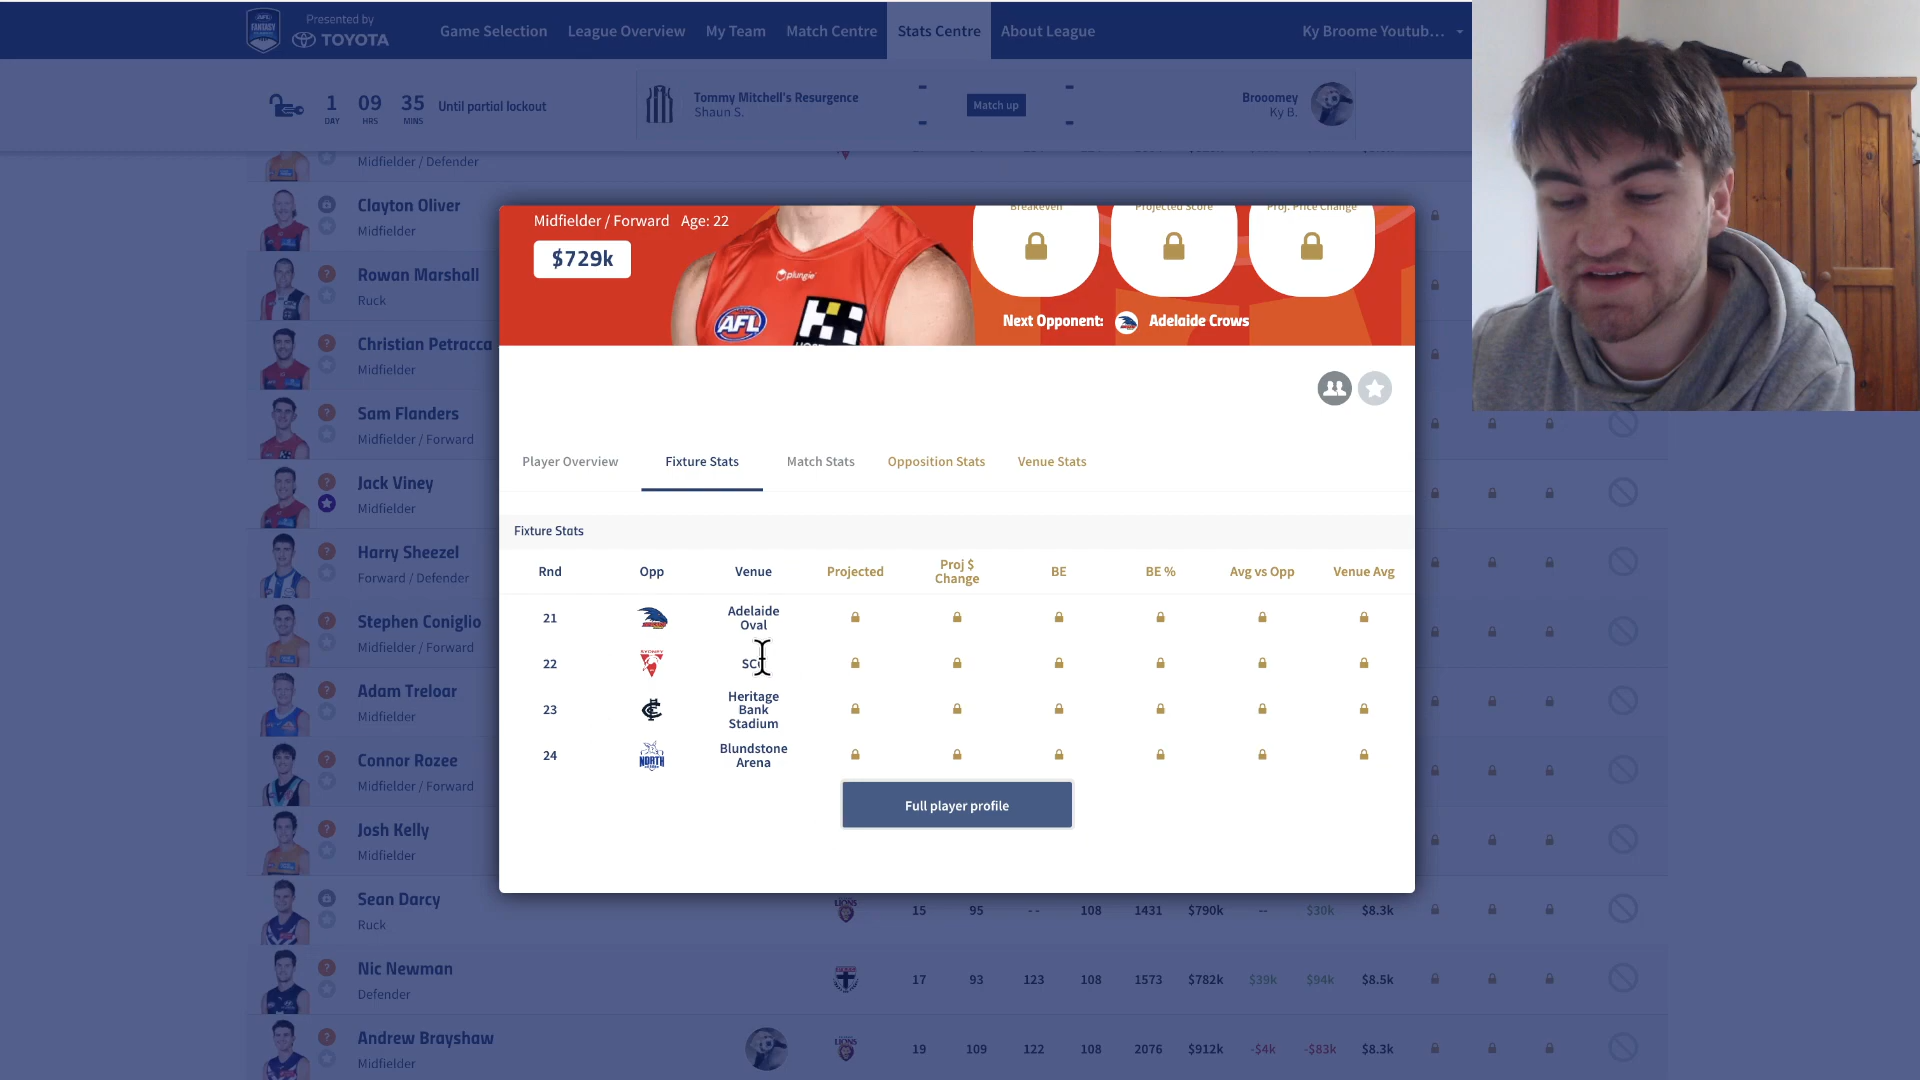 AFL FANTASY
Presented by
TOYOTA
Game Selection
League Overview
My Team
Match Centre
Stats Centre
About League
Ky Broome Youtub...
1 09 35
DAY HRS MINS
Until partial lockout
Tommy Mitchell's Resurgence
Shaun S.
Match up
Brooomey
Ky B.
Midfielder / Defender
Clayton Oliver
Midfielder
Rowan Marshall
Ruck
Christian Petracca
Midfielder
Sam Flanders
Midfielder / Forward
Jack Viney
Midfielder
Harry Sheezel
Forward / Defender
Stephen Coniglio
Midfielder / Forward
Adam Treloar
Midfielder
Connor Rozee
Midfielder / Forward
Josh Kelly
Midfielder
Sean Darcy
Ruck
LIONS 15 95 -- 108 1431 $790k -- $30k $8.3k
Nic Newman
Defender
17 93 123 108 1573 $782k $39k $94k $8.5k
Andrew Brayshaw
Midfielder
LIONS 19 109 122 108 2076 $912k -$4k -$83k $8.3k
Midfielder / Forward Age: 22
$729k
plungie
AFL
Breakeven
Projected Score
Proj. Price Change
Next Opponent: Adelaide Crows
Player Overview
Fixture Stats
Match Stats
Opposition Stats
Venue Stats
Fixture Stats
Rnd Opp Venue Projected Proj $ Change BE BE % Avg vs Opp Venue Avg
21 Adelaide Oval
22 SYDNEY
23 Heritage Bank Stadium
24 NORTH Blundstone Arena
Full player profile